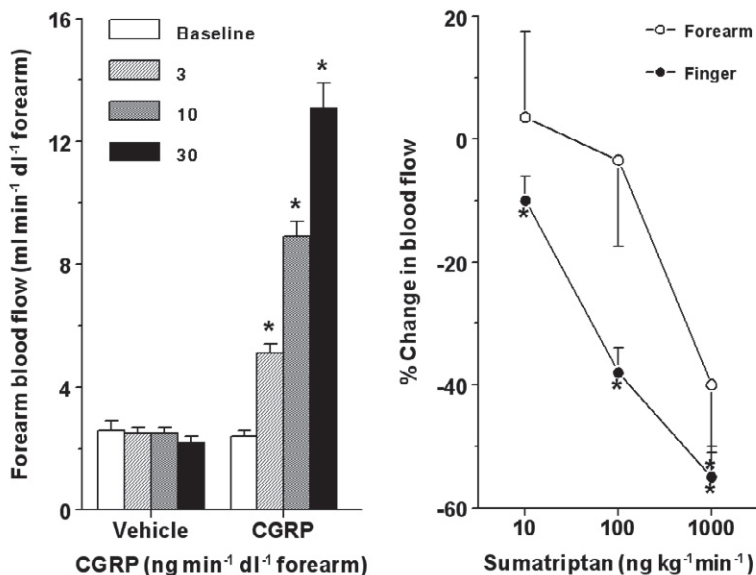 Forearm blood flow (ml min⁻¹ dl⁻¹ forearm)
16
12
8
4
0
Baseline
3
10
30
*
*
*
Vehicle
CGRP
CGRP (ng min⁻¹ dl⁻¹ forearm)
% Change in blood flow
20
0
-20
-40
-60
Forearm
Finger
*
*
*
*
10
100
1000
Sumatriptan (ng kg⁻¹ min⁻¹)